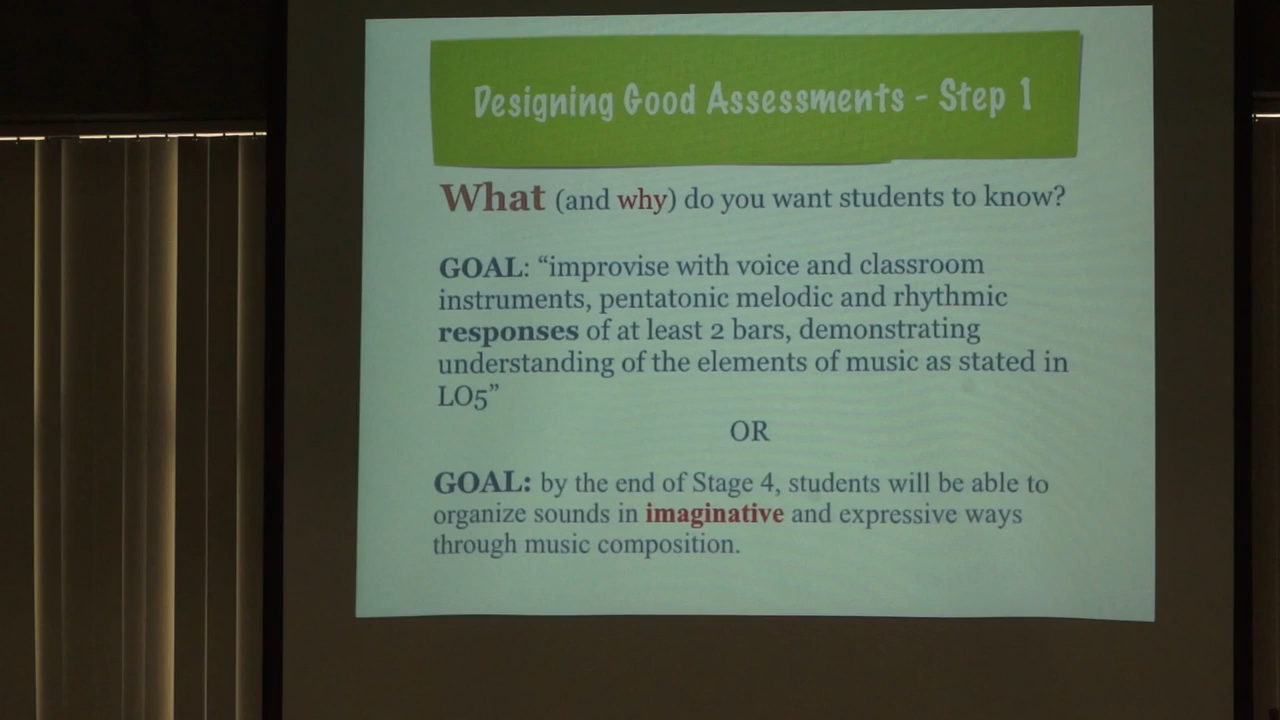 Designing Good Assessments - Step 1
What (and why) do you want students to know?
GOAL: “improvise with voice and classroom
instruments, pentatonic melodic and rhythmic
responses of at least 2 bars, demonstrating
understanding of the elements of music as stated in
LO5”
OR
GOAL: by the end of Stage 4, students will be able to
organize sounds in imaginative and expressive ways
through music composition.